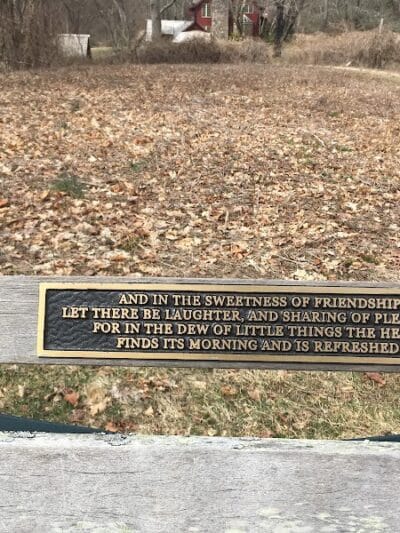 AND IN THE SWEETNESS OF FRIENDSHIP
LET THERE BE LAUGHTER, AND SHARING OF PLE
FOR IN THE DEW OF LITTLE THINGS THE HE
FINDS ITS MORNING AND IS REFRESHED